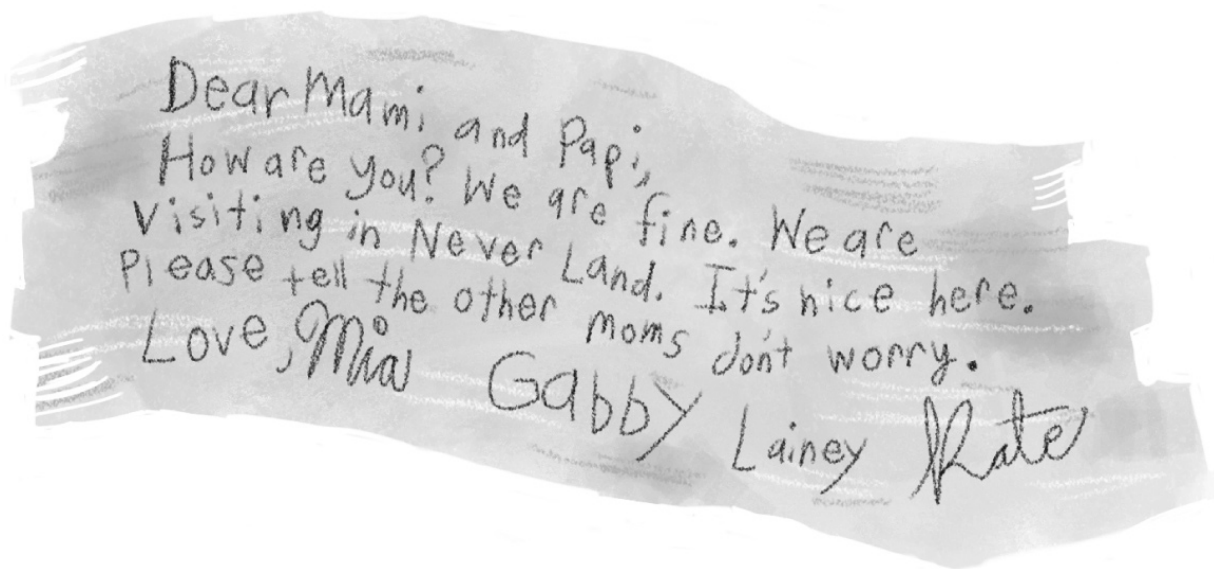 Dear Mami and Papi,
How are you? We are fine. We are
visiting in Never Land. It's nice here.
Please tell the other moms don't worry.
Love, Mia Gabby Lainey Kate